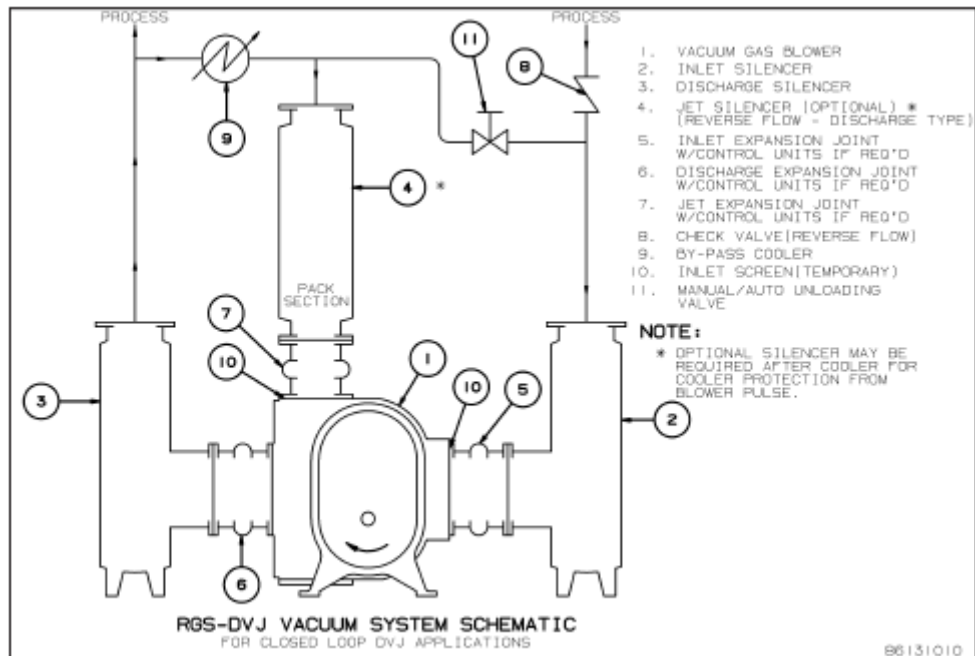 PROCESS
PROCESS
11
8
9
4 *
PACK
SECTION
7
10
1
10
5
3
2
6
1. VACUUM GAS BLOWER
2. INLET SILENCER
3. DISCHARGE SILENCER
4. JET SILENCER (OPTIONAL) *
(REVERSE FLOW - DISCHARGE TYPE)
5. INLET EXPANSION JOINT
W/CONTROL UNITS IF REQ'D
6. DISCHARGE EXPANSION JOINT
W/CONTROL UNITS IF REQ'D
7. JET EXPANSION JOINT
W/CONTROL UNITS IF REQ'D
8. CHECK VALVE(REVERSE FLOW)
9. BY-PASS COOLER
10. INLET SCREEN(TEMPORARY)
11. MANUAL/AUTO UNLOADING
VALVE
NOTE:
* OPTIONAL SILENCER MAY BE
REQUIRED AFTER COOLER FOR
COOLER PROTECTION FROM
BLOWER PULSE.
RGS-DVJ VACUUM SYSTEM SCHEMATIC
FOR CLOSED LOOP DVJ APPLICATIONS
86131010